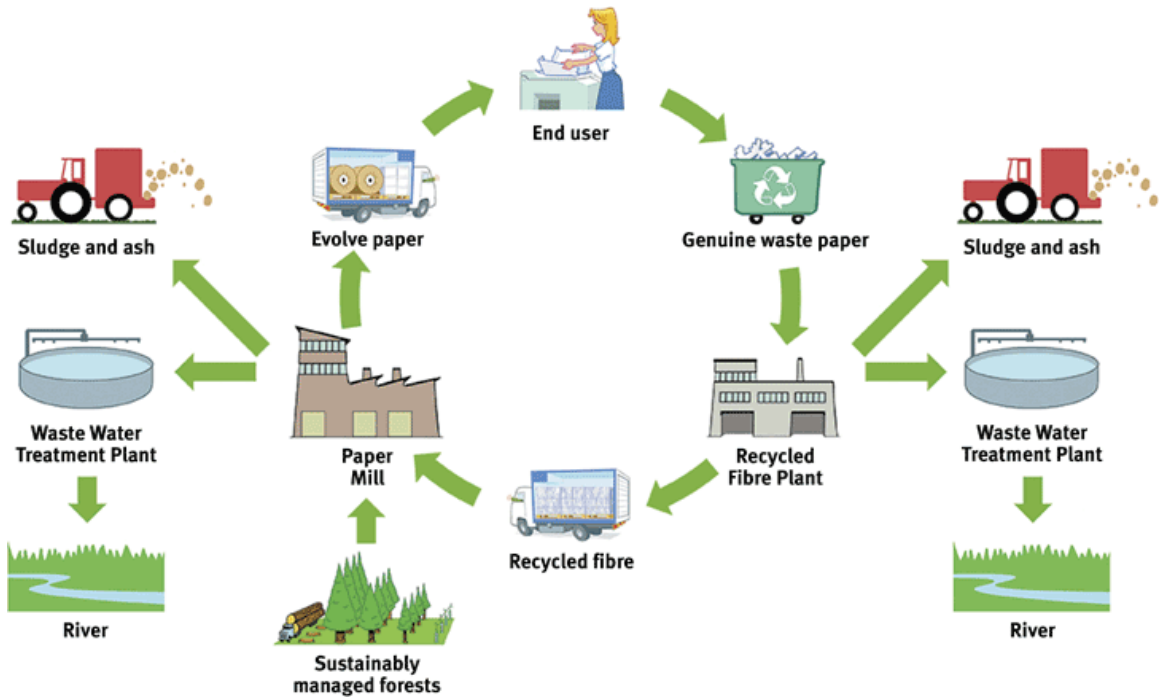 End user
Sludge and ash
Evolve paper
Genuine waste paper
Sludge and ash
Waste Water
Treatment Plant
Paper
Mill
Recycled
Fibre Plant
Waste Water
Treatment Plant
Recycled fibre
River
Sustainably
managed forests
River